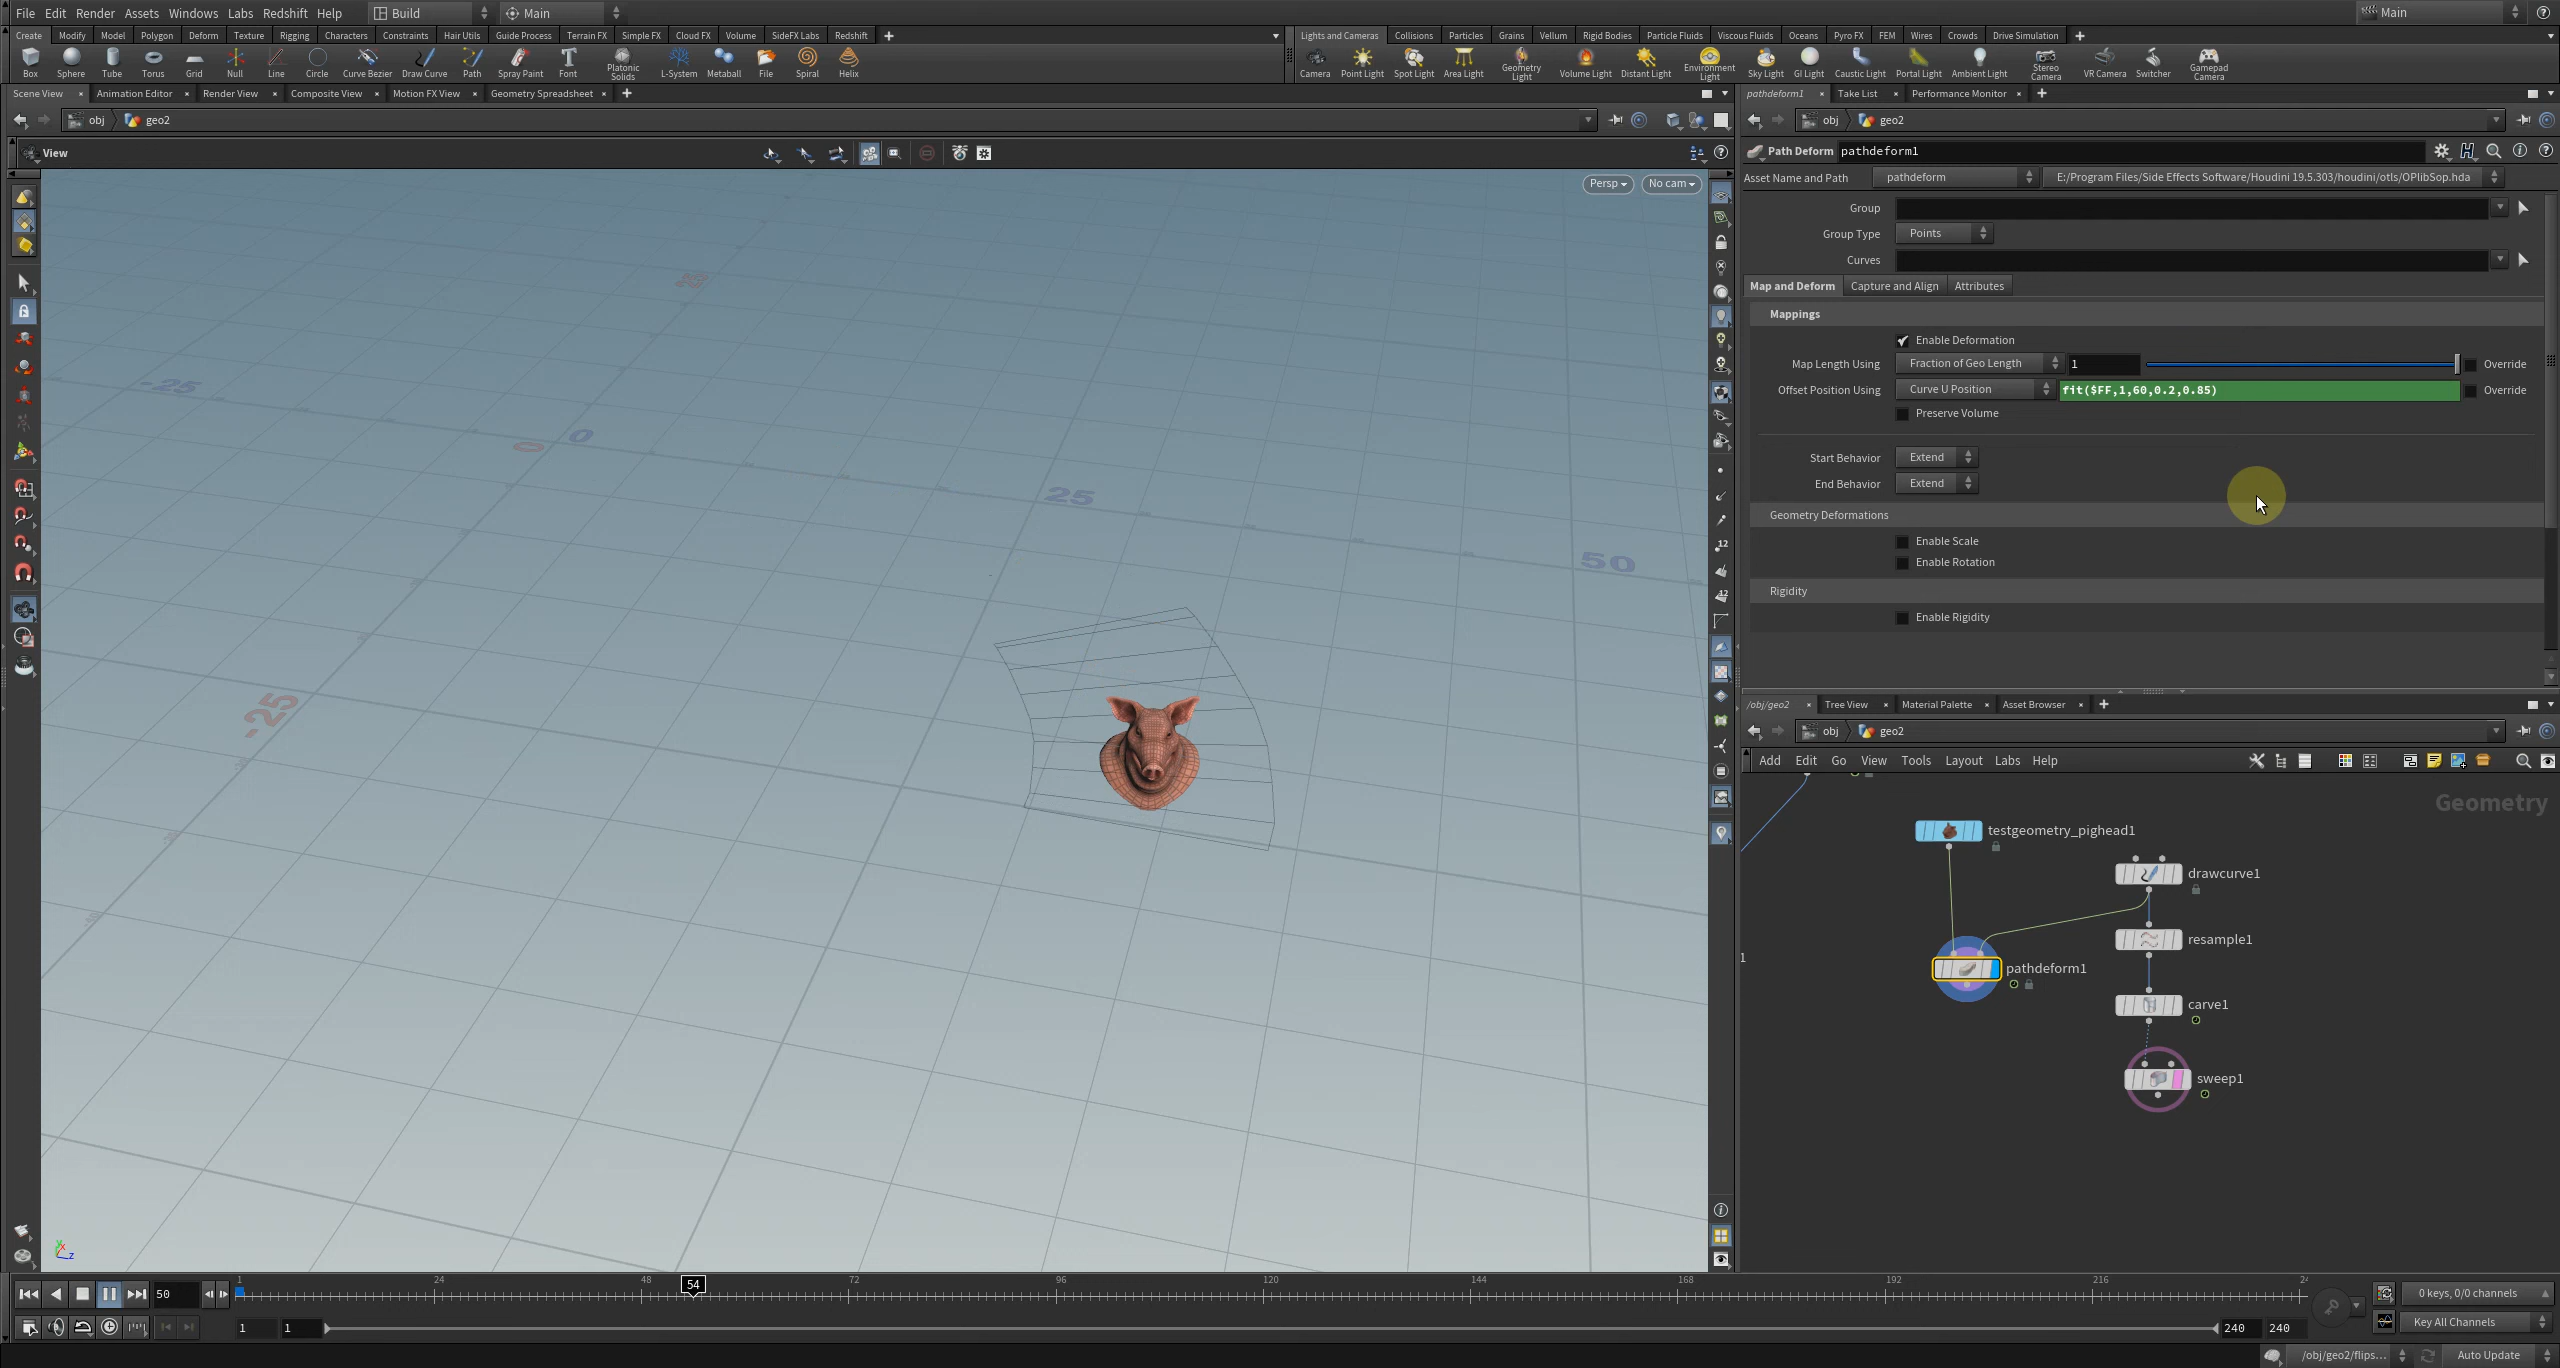 File Edit Render Assets Windows Labs Redshift Help Build Main Main
Create Modify Model Polygon Deform Texture Rigging Characters Constraints Hair Utils Guide Process Terrain FX Simple FX Cloud FX Volume SideFX Labs Redshift
Lights and Cameras Collisions Particles Grains Vellum Rigid Bodies Particle Fluids Viscous Fluids Oceans Pyro FX FEM Wires Crowds Drive Simulation
Box Sphere Tube Torus Grid Null Line Circle Curve Bezier Draw Curve Path Spray Paint Font Platonic Solids L-System Metaball File Spiral Helix
Camera Point Light Spot Light Area Light Geometry Light Volume Light Distant Light Environment Light Sky Light GI Light Caustic Light Portal Light Ambient Light Stereo Camera VR Camera Switcher Gamepad Camera
Scene View Animation Editor Render View Composite View Motion FX View Geometry Spreadsheet
pathdeform1 Take List Performance Monitor
obj geo2
obj geo2
View
Persp No cam
Path Deform pathdeform1
Asset Name and Path pathdeform E:/Program Files/Side Effects Software/Houdini 19.5.303/houdini/otls/OPlibSop.hda
Group
Group Type Points
Curves
Map and Deform Capture and Align Attributes
Mappings
Enable Deformation
Map Length Using Fraction of Geo Length 1 Override
Offset Position Using Curve U Position fit($FF,1,60,0.2,0.85) Override
Preserve Volume
Start Behavior Extend
End Behavior Extend
Geometry Deformations
Enable Scale
Enable Rotation
Rigidity
Enable Rigidity
-25
0 0
25
50
-25
/obj/geo2 Tree View Material Palette Asset Browser
obj geo2
Add Edit Go View Tools Layout Labs Help
Geometry
testgeometry_pighead1
drawcurve1
resample1
pathdeform1
carve1
sweep1
1
z
50 1 24 48 54 72 96 120 144 168 192 216
0 keys, 0/0 channels
1 1 240 240
Key All Channels
/obj/geo2/flips... Auto Update